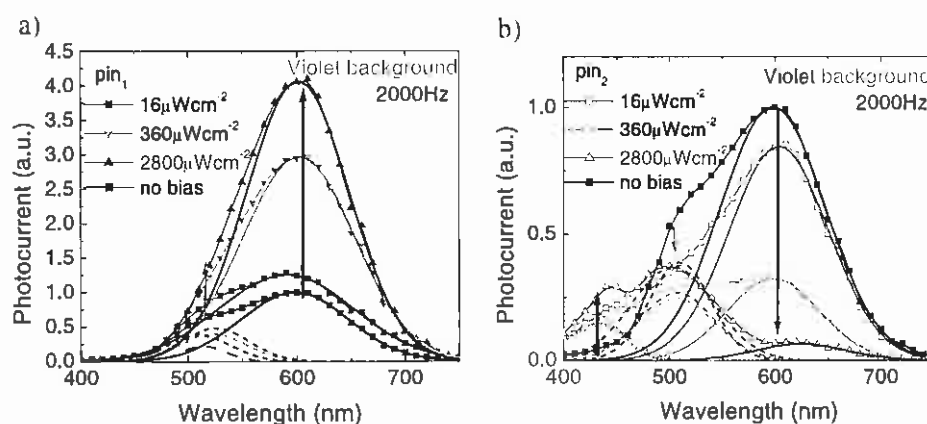 a)
Photocurrent (a.u.)
4.5
4.0
3.5
3.0
2.5
2.0
1.5
1.0
0.5
0.0
pin₁
16µWcm⁻²
360µWcm⁻²
2800µWcm⁻²
no bias
Violet background
2000Hz
400 500 600 700
Wavelength (nm)
b)
Photocurrent (a.u.)
1.0
0.5
0.0
pin₂
16µWcm⁻²
360µWcm⁻²
2800µWcm⁻²
no bias
Violet background
2000Hz
400 500 600 700
Wavelength (nm)